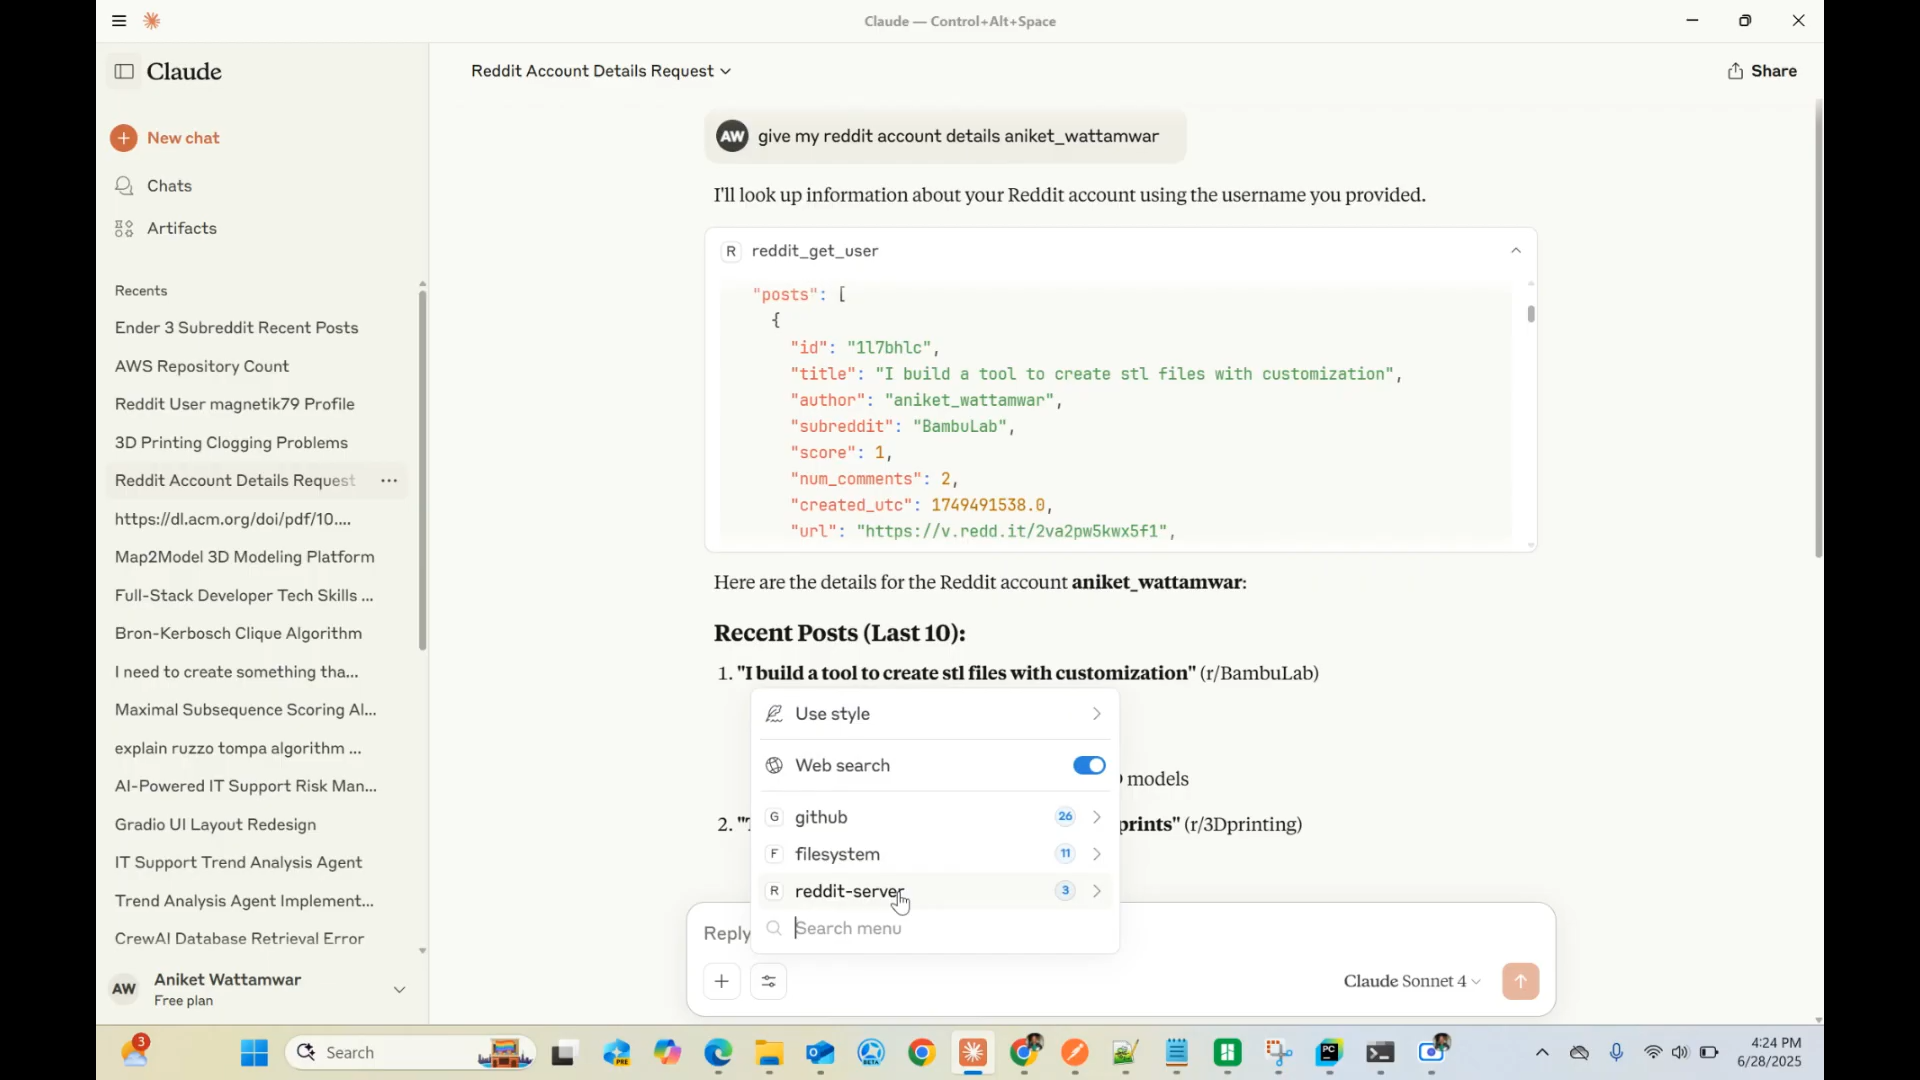 Claude — Control+Alt+Space
Claude
Reddit Account Details Request
Share
New chat
Chats
Artifacts
Recents
Ender 3 Subreddit Recent Posts
AWS Repository Count
Reddit User magnetik79 Profile
3D Printing Clogging Problems
Reddit Account Details Request
https://dl.acm.org/doi/pdf/10....
Map2Model 3D Modeling Platform
Full-Stack Developer Tech Skills ...
Bron-Kerbosch Clique Algorithm
I need to create something tha...
Maximal Subsequence Scoring Al...
explain ruzzo tompa algorithm ...
AI-Powered IT Support Risk Man...
Gradio UI Layout Redesign
IT Support Trend Analysis Agent
Trend Analysis Agent Implement...
CrewAI Database Retrieval Error
AW
Aniket Wattamwar
Free plan
AW give my reddit account details aniket_wattamwar
I'll look up information about your Reddit account using the username you provided.
R reddit_get_user
"posts": [
{
"id": "1l7bhlc",
"title": "I build a tool to create stl files with customization",
"author": "aniket_wattamwar",
"subreddit": "BambuLab",
"score": 1,
"num_comments": 2,
"created_utc": 1749491538.0,
"url": "https://v.redd.it/2va2pw5kwx5f1",
Here are the details for the Reddit account aniket_wattamwar:
Recent Posts (Last 10):
1. "I build a tool to create stl files with customization" (r/BambuLab)
models
2.
prints" (r/3Dprinting)
Use style
Web search
G github 26
F filesystem 11
R reddit-server 3
Search menu
Reply
Claude Sonnet 4
3
Search
PRE
BETA
PC
4:24 PM
6/28/2025